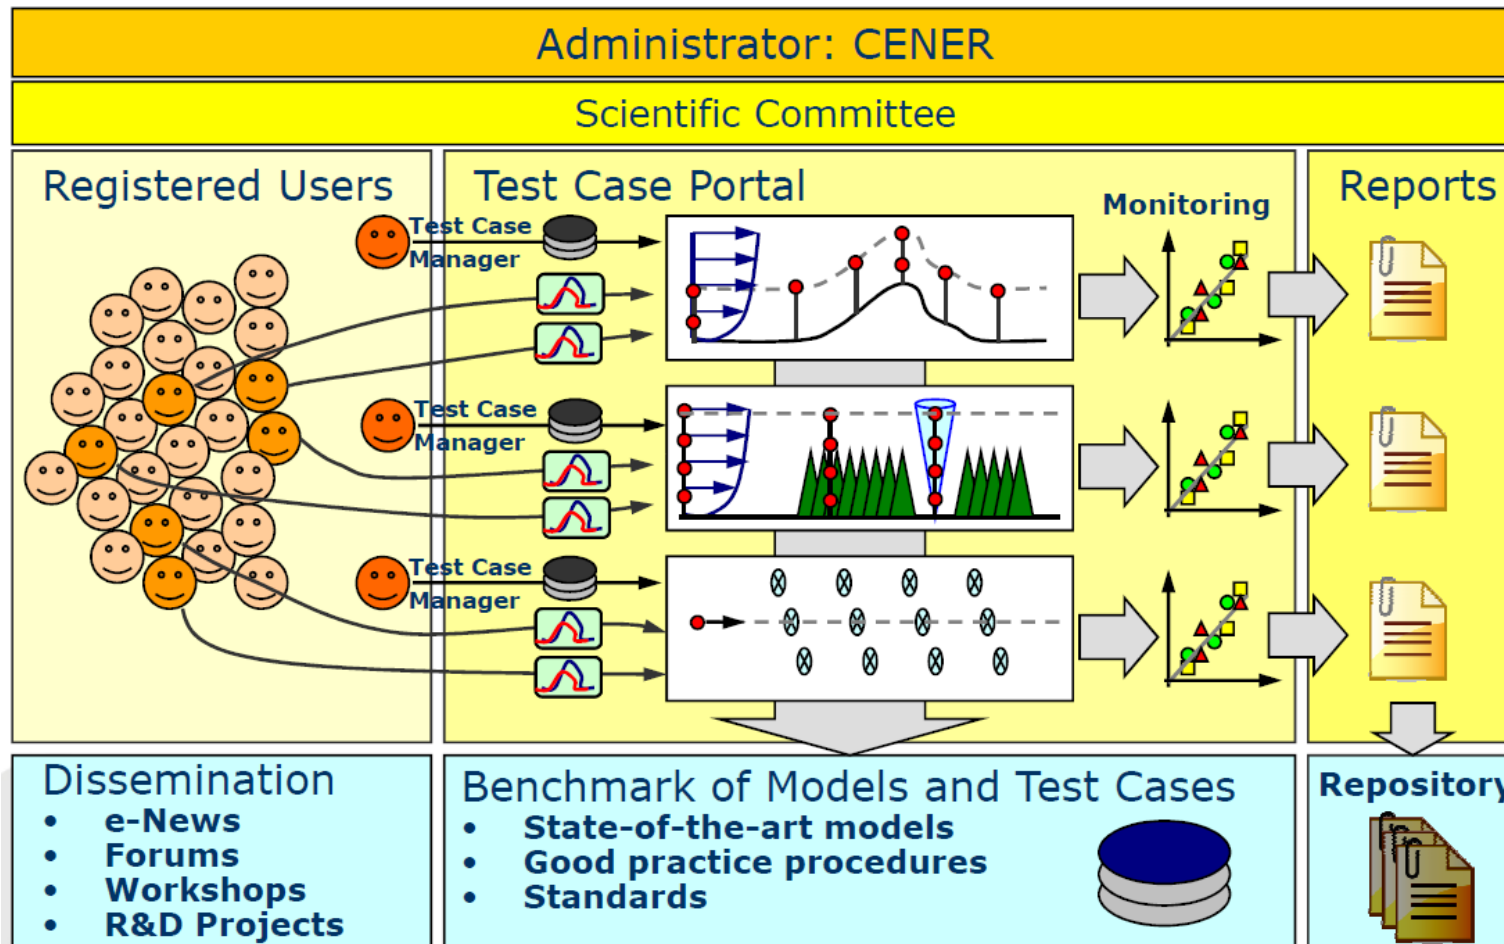 Administrator: CENER
Scientific Committee
Registered Users
Test Case Portal
Reports
Monitoring
Test Case
Manager
Test Case
Manager
Test Case
Manager
Dissemination
• e-News
• Forums
• Workshops
• R&D Projects
Benchmark of Models and Test Cases
• State-of-the-art models
• Good practice procedures
• Standards
Repository